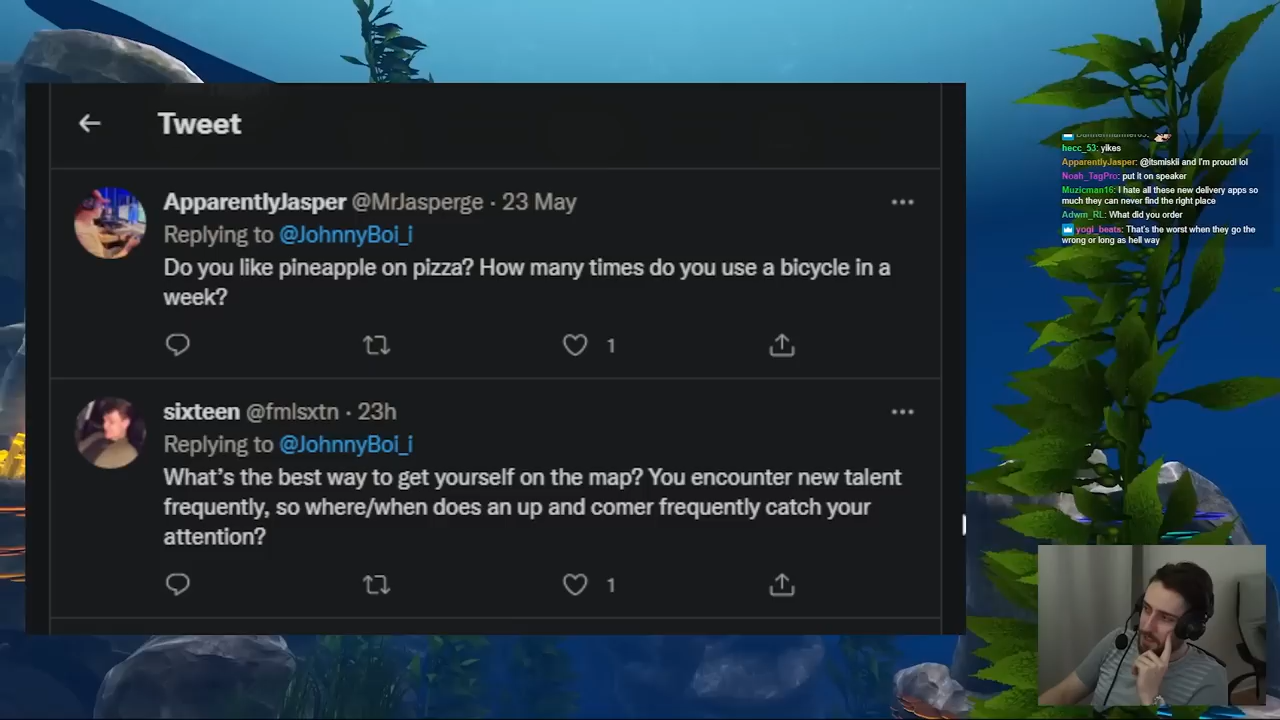 Tweet
ApparentlyJasper @MrJasperge · 23 May
Replying to @JohnnyBoi_i
Do you like pineapple on pizza? How many times do you use a bicycle in a
week?
1
sixteen @fmlsxtn · 23h
Replying to @JohnnyBoi_i
What's the best way to get yourself on the map? You encounter new talent
frequently, so where/when does an up and comer frequently catch your
attention?
1
hecc_53: yikes
ApparentlyJasper: @Itsmiskli and I'm proud! lol
Noah_TagPro: put it on speaker
Muzicman16: I hate all these new delivery apps so
much they can never find the right place
Adwm_RL: What did you order
yogi_beats: That's the worst when they go the
wrong or long as hell way